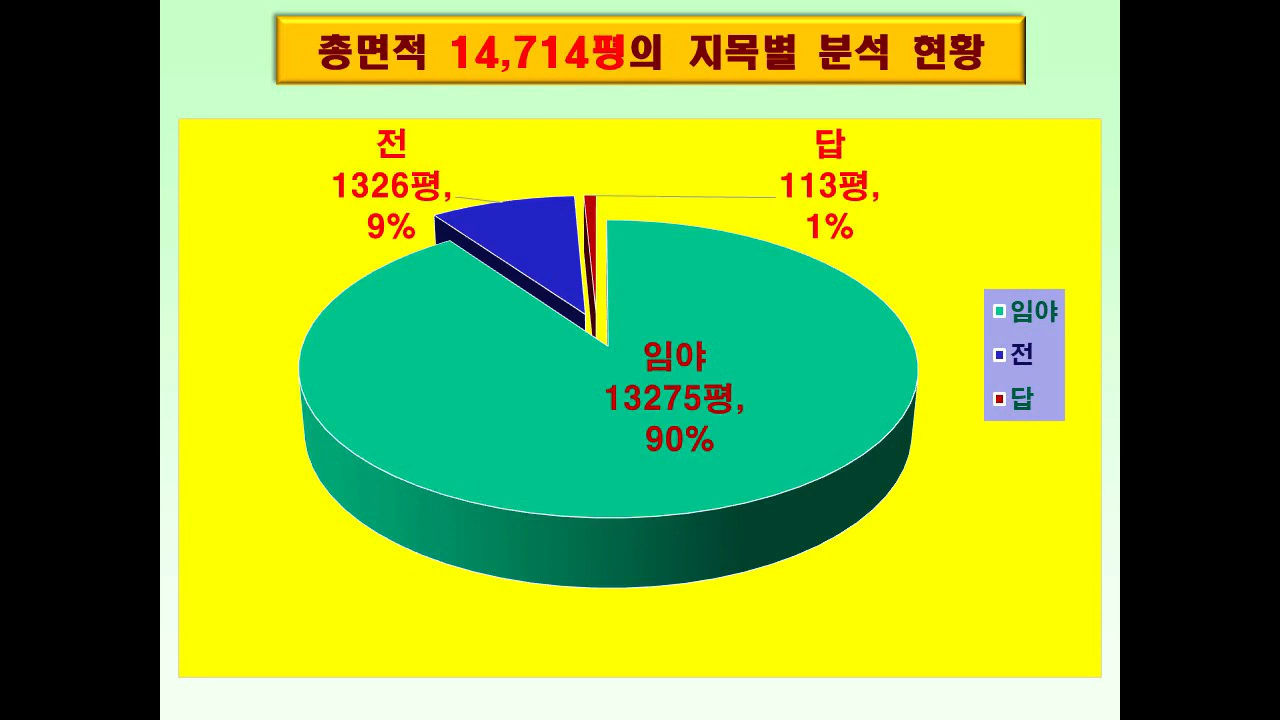 총면적 14,714평의 지목별 분석 현황
전
1326평,
9%
답
113평,
1%
임야
13275평,
90%
임야
전
답